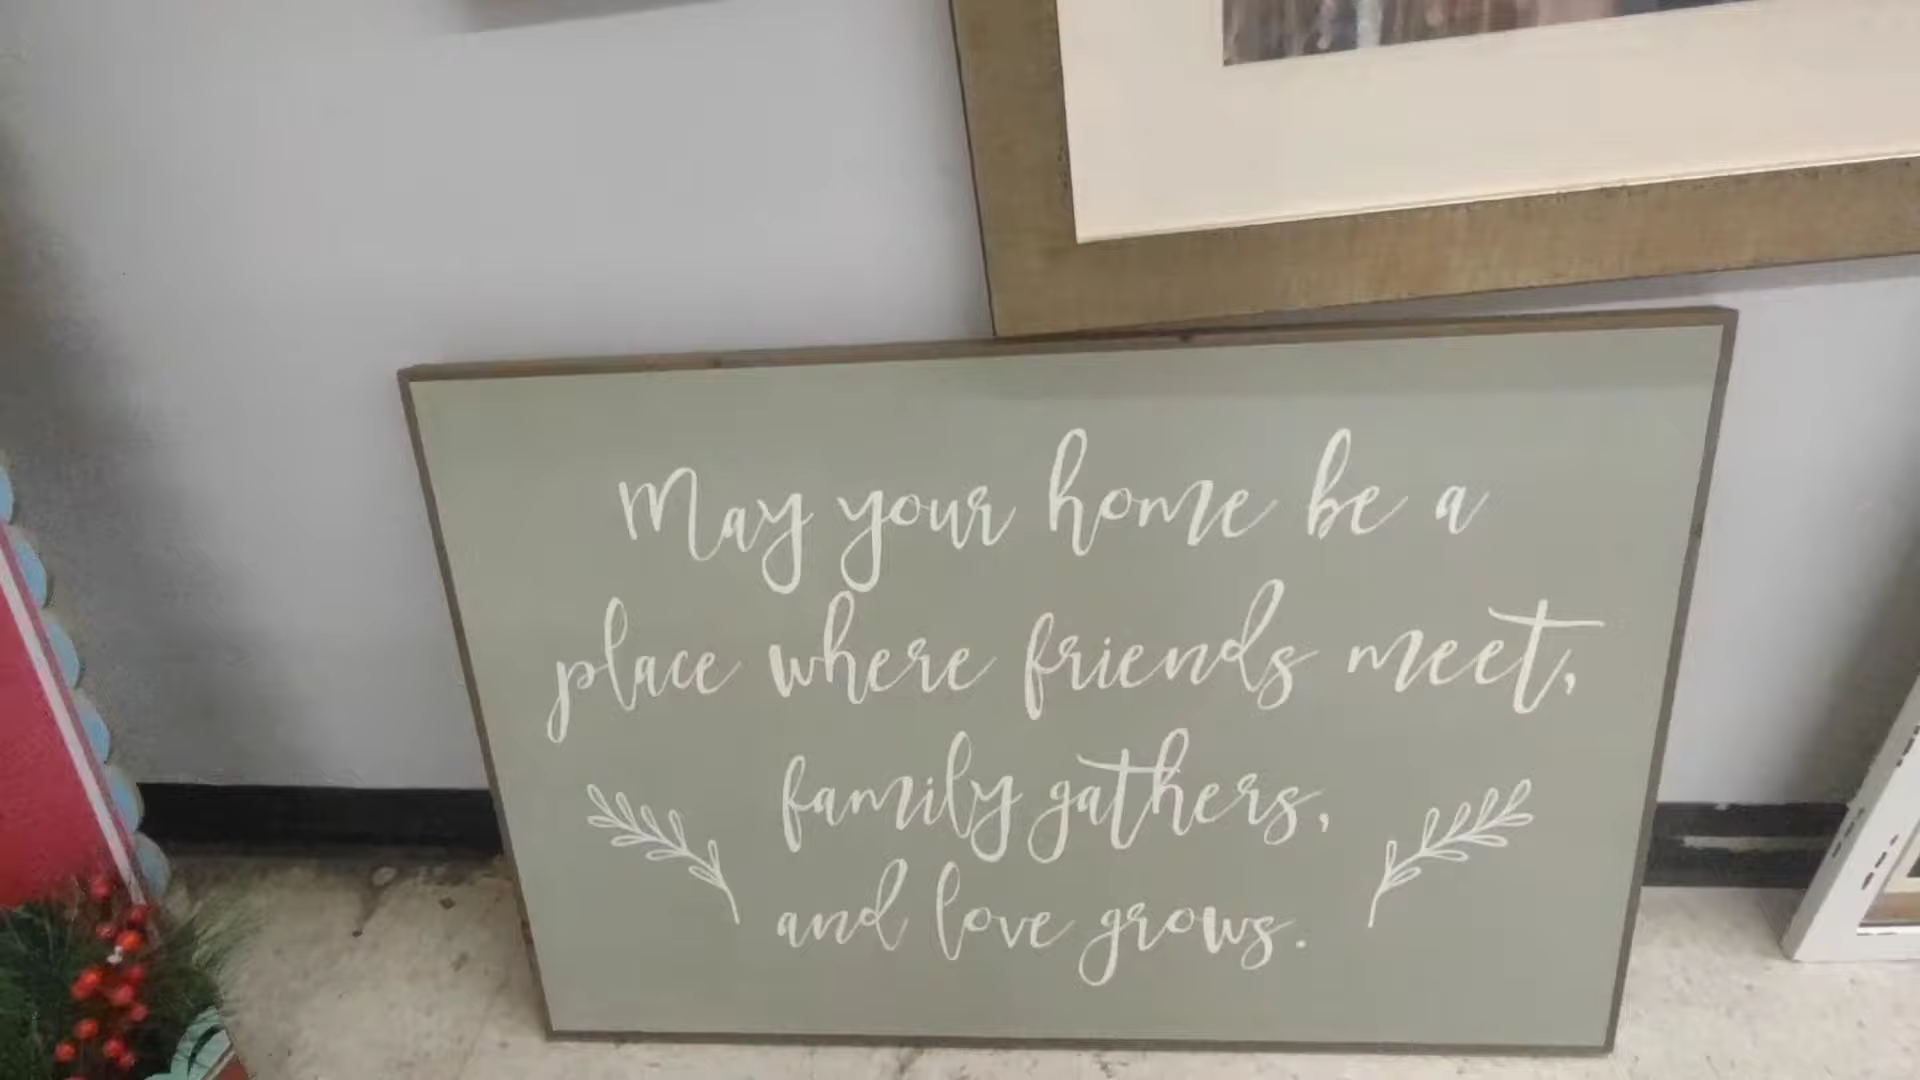 May your home be a
place where friends meet,
family gathers,
and love grows.